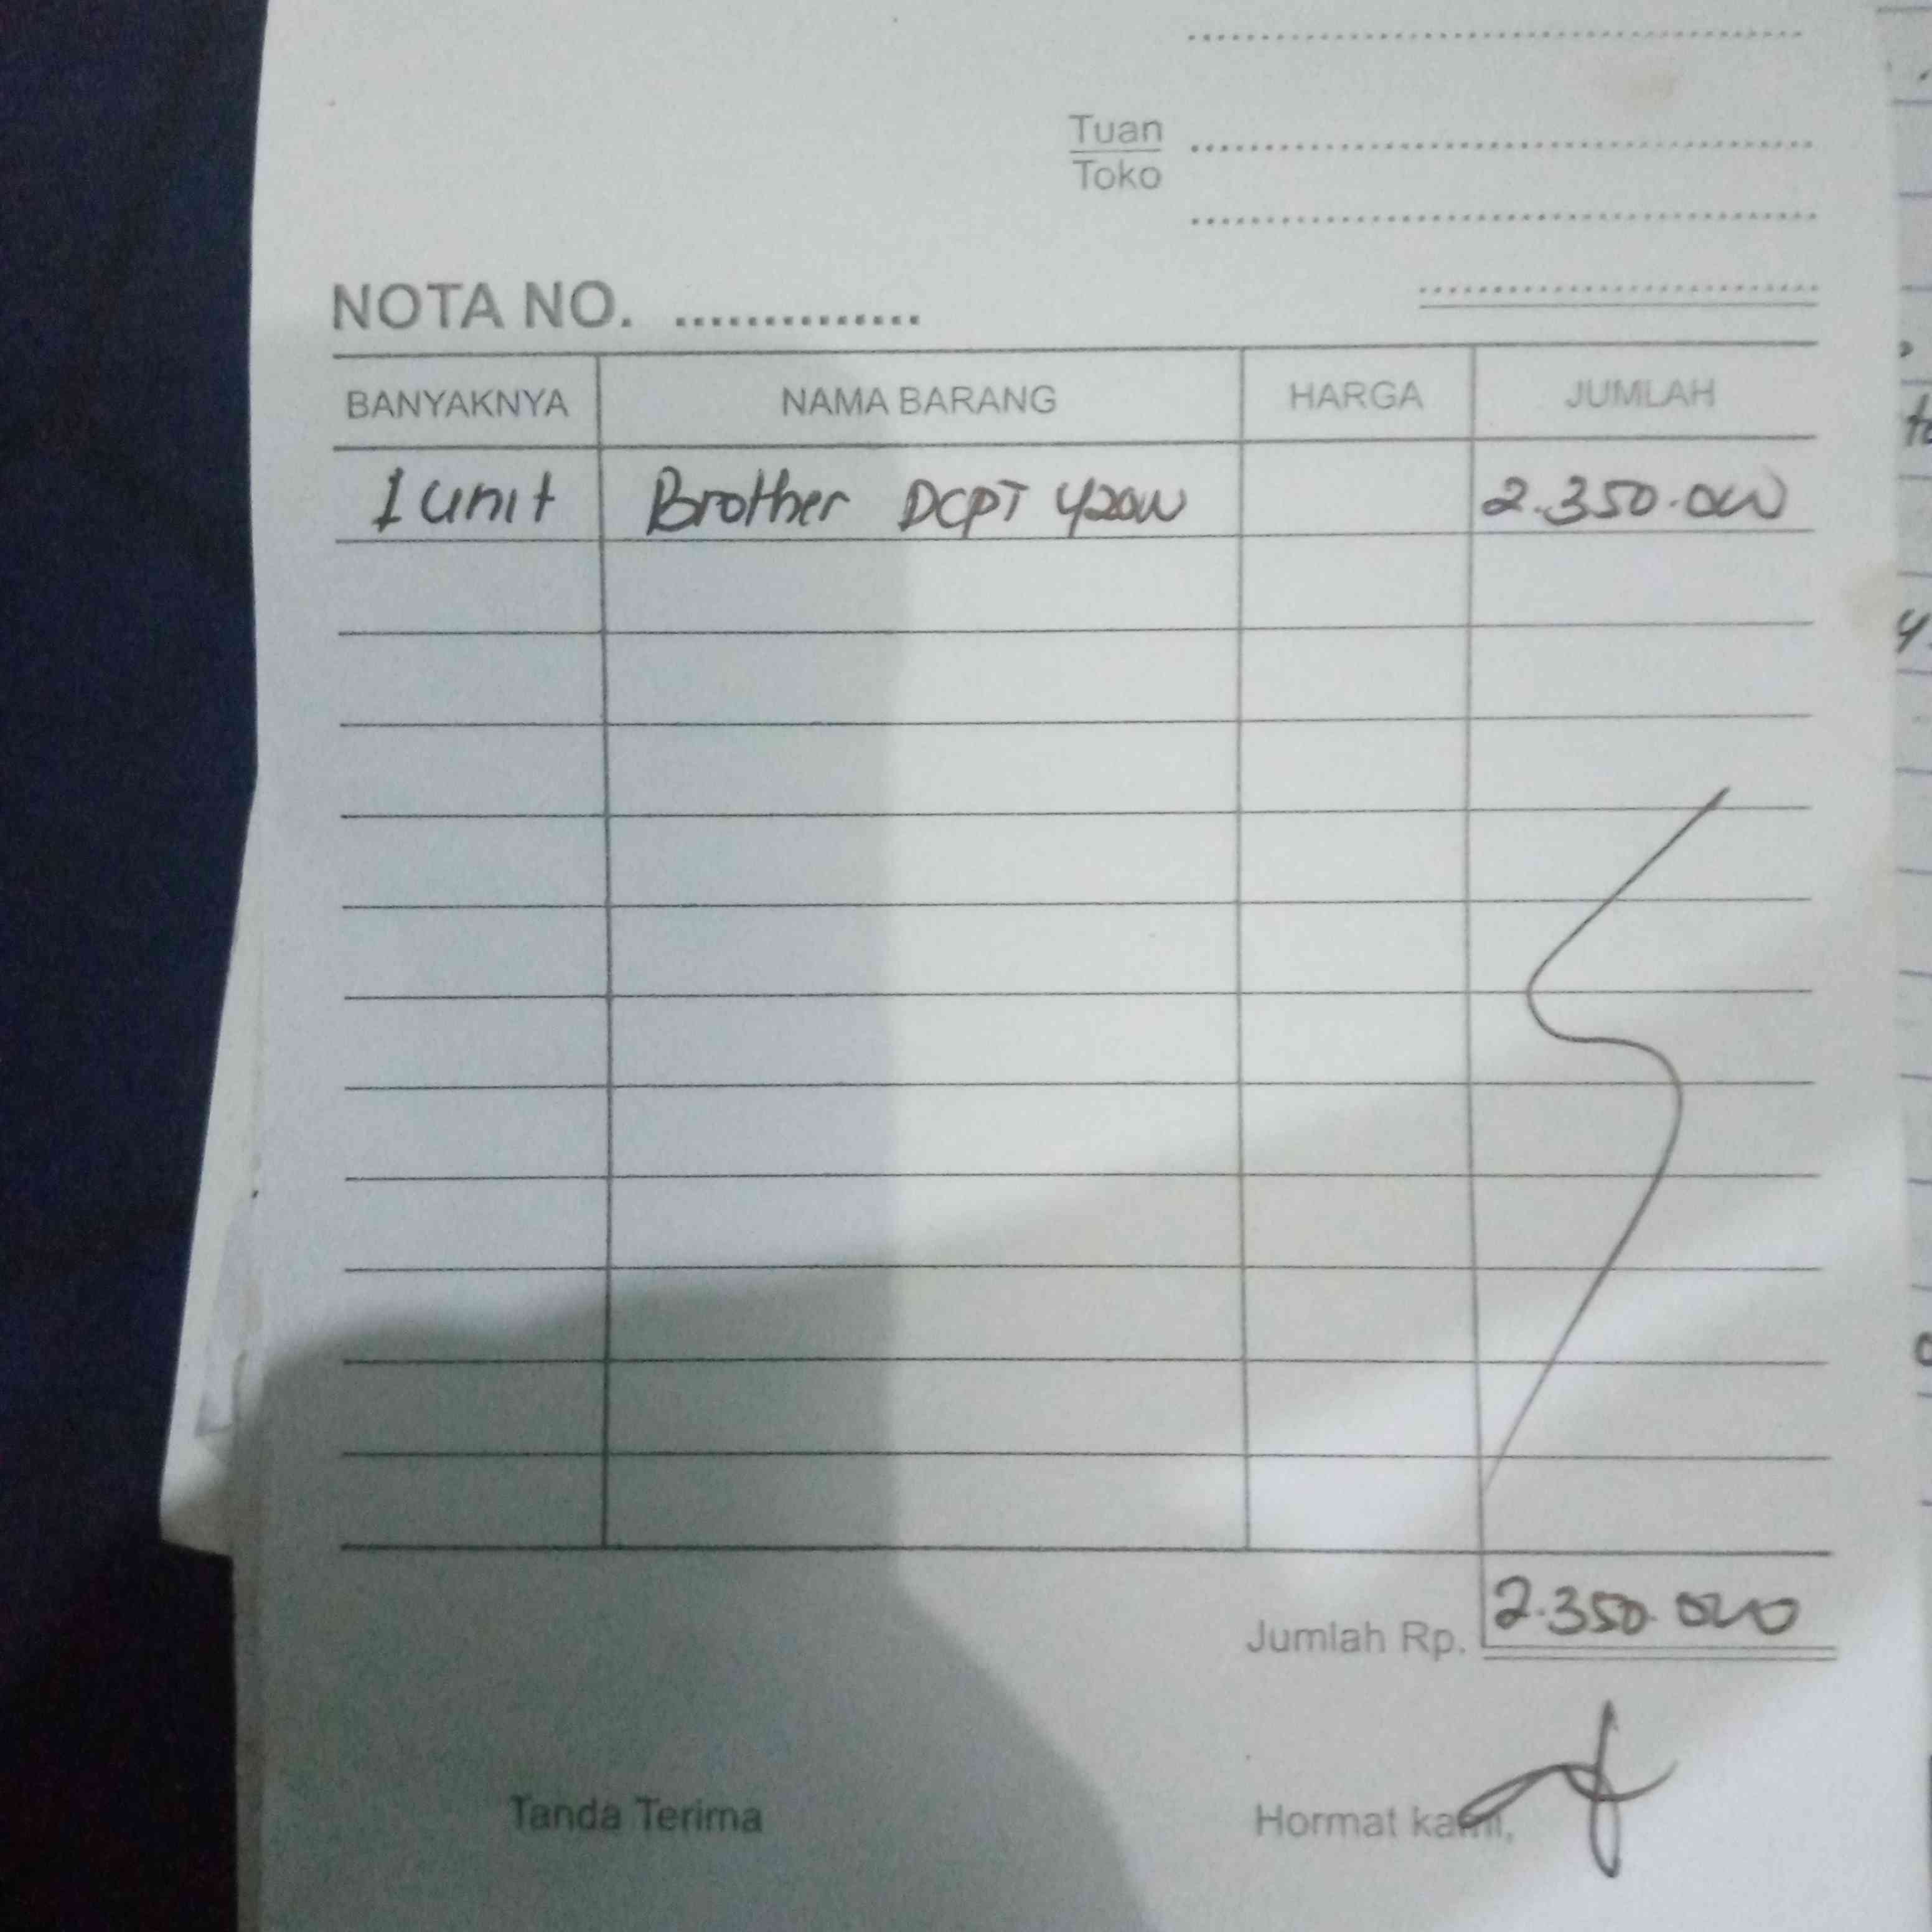 Tuan
Toko
NOTA NO. ..............
BANYAKNYA NAMA BARANG HARGA JUMLAH
1 unit Brother DCPT 420W 2.350.000
Jumlah Rp. 2.350.000
Tanda Terima Hormat kami,